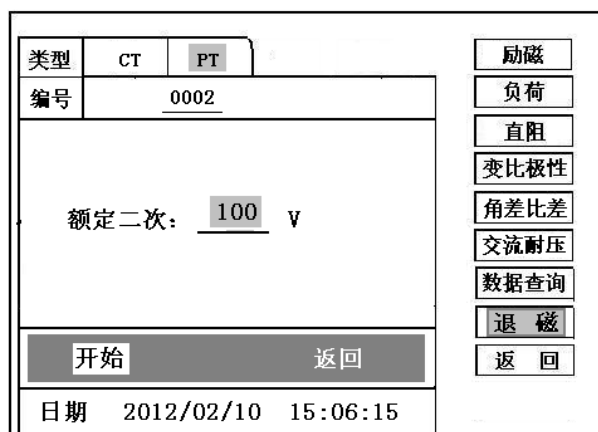 类型 CT PT
编号 0002
额定二次： 100 V
开始 返回
日期 2012/02/10 15:06:15
励磁
负荷
直阻
变比极性
角差比差
交流耐压
数据查询
退 磁
返 回